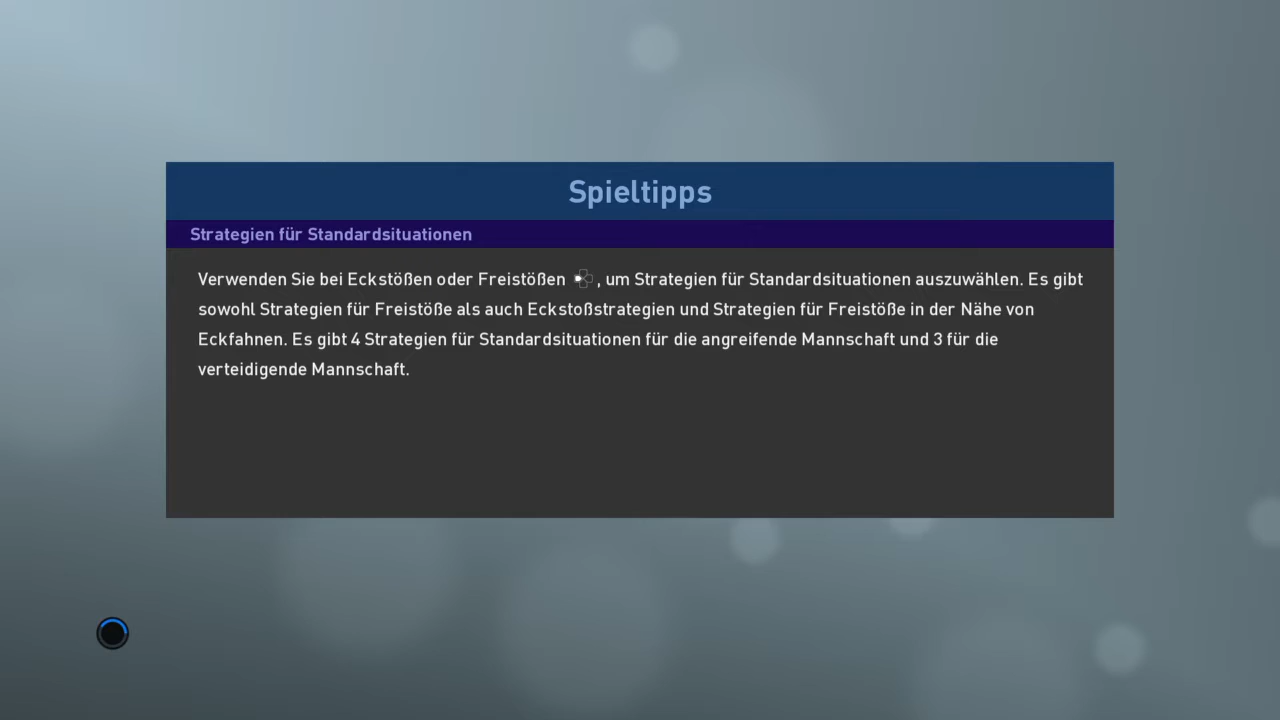 Spieltipps
Strategien für Standardsituationen
Verwenden Sie bei Eckstößen oder Freistößen , um Strategien für Standardsituationen auszuwählen. Es gibt
sowohl Strategien für Freistöße als auch Eckstoßstrategien und Strategien für Freistöße in der Nähe von
Eckfahnen. Es gibt 4 Strategien für Standardsituationen für die angreifende Mannschaft und 3 für die
verteidigende Mannschaft.